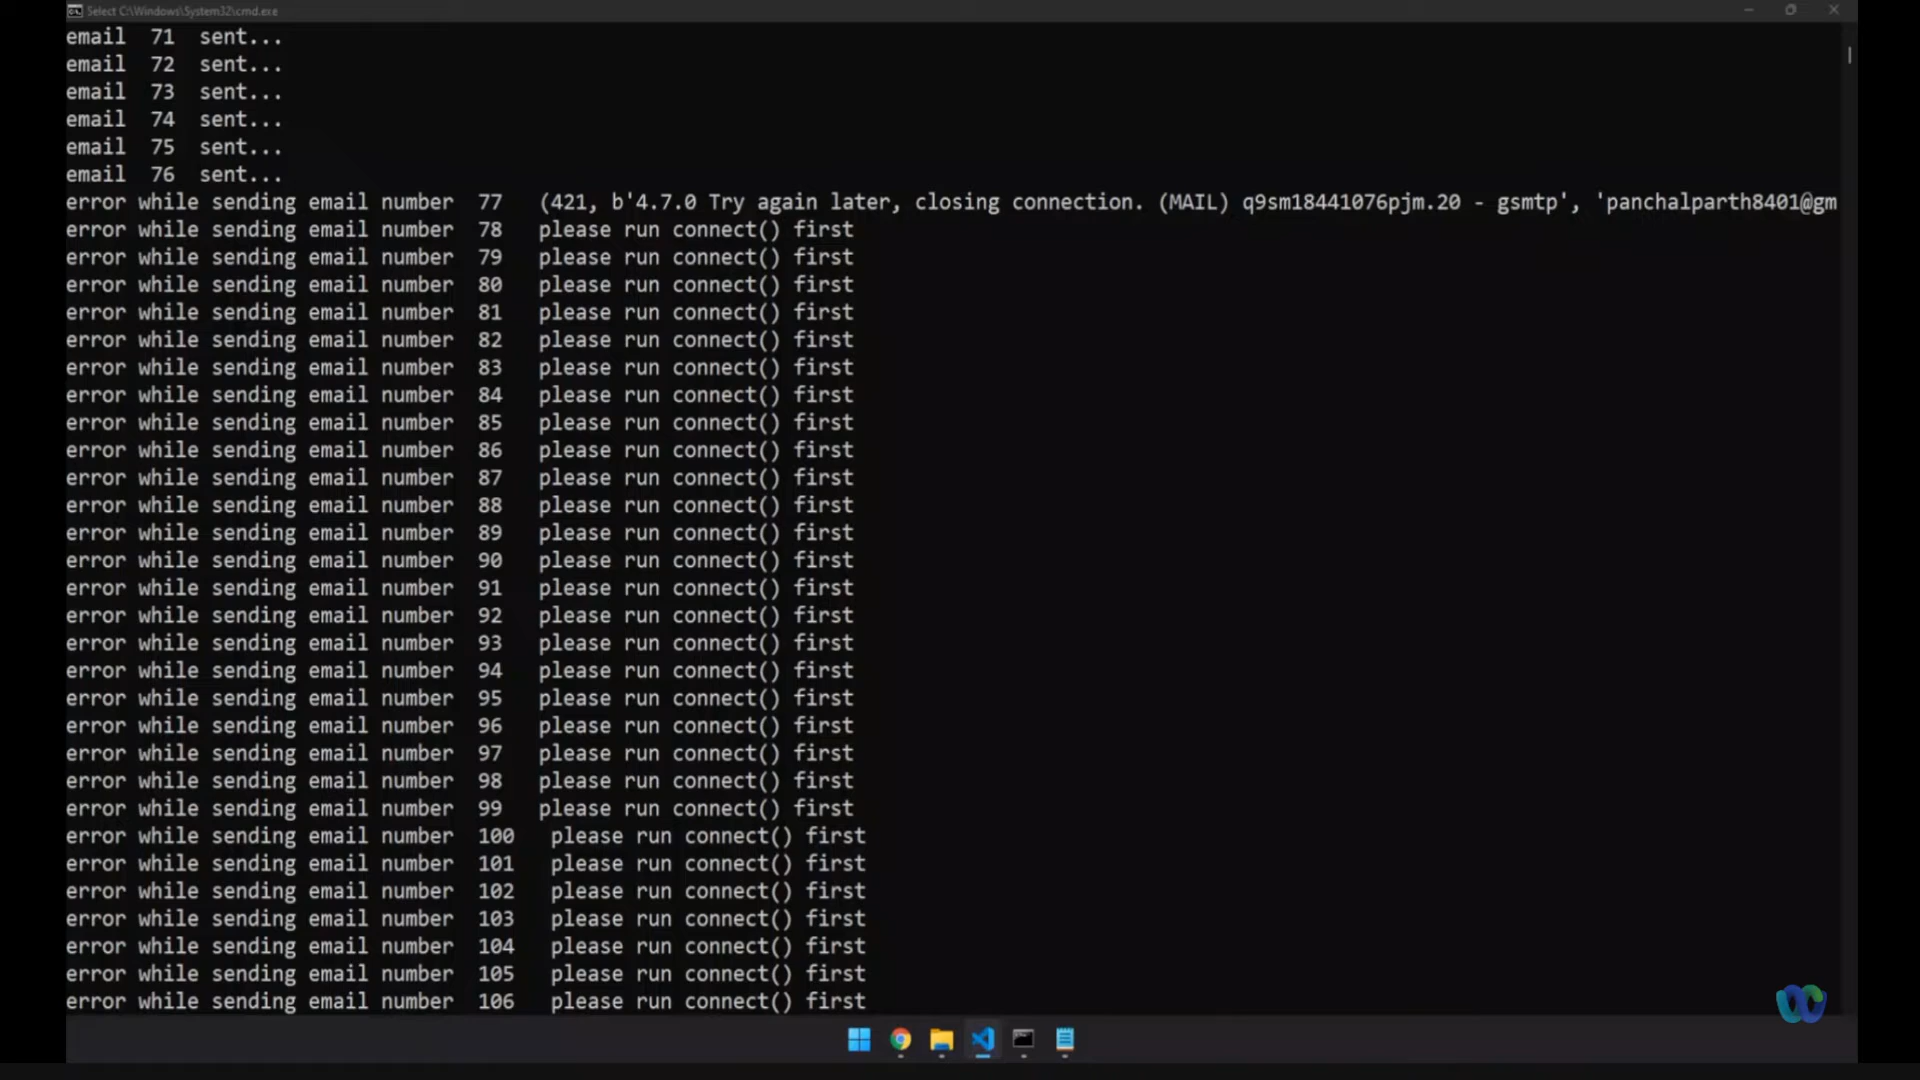 Select C:\Windows\System32\cmd.exe
email  71  sent...
email  72  sent...
email  73  sent...
email  74  sent...
email  75  sent...
email  76  sent...
error while sending email number  77   (421, b'4.7.0 Try again later, closing connection. (MAIL) q9sm18441076pjm.20 - gsmtp', 'panchalparth8401@gm
error while sending email number  78   please run connect() first
error while sending email number  79   please run connect() first
error while sending email number  80   please run connect() first
error while sending email number  81   please run connect() first
error while sending email number  82   please run connect() first
error while sending email number  83   please run connect() first
error while sending email number  84   please run connect() first
error while sending email number  85   please run connect() first
error while sending email number  86   please run connect() first
error while sending email number  87   please run connect() first
error while sending email number  88   please run connect() first
error while sending email number  89   please run connect() first
error while sending email number  90   please run connect() first
error while sending email number  91   please run connect() first
error while sending email number  92   please run connect() first
error while sending email number  93   please run connect() first
error while sending email number  94   please run connect() first
error while sending email number  95   please run connect() first
error while sending email number  96   please run connect() first
error while sending email number  97   please run connect() first
error while sending email number  98   please run connect() first
error while sending email number  99   please run connect() first
error while sending email number  100   please run connect() first
error while sending email number  101   please run connect() first
error while sending email number  102   please run connect() first
error while sending email number  103   please run connect() first
error while sending email number  104   please run connect() first
error while sending email number  105   please run connect() first
error while sending email number  106   please run connect() first